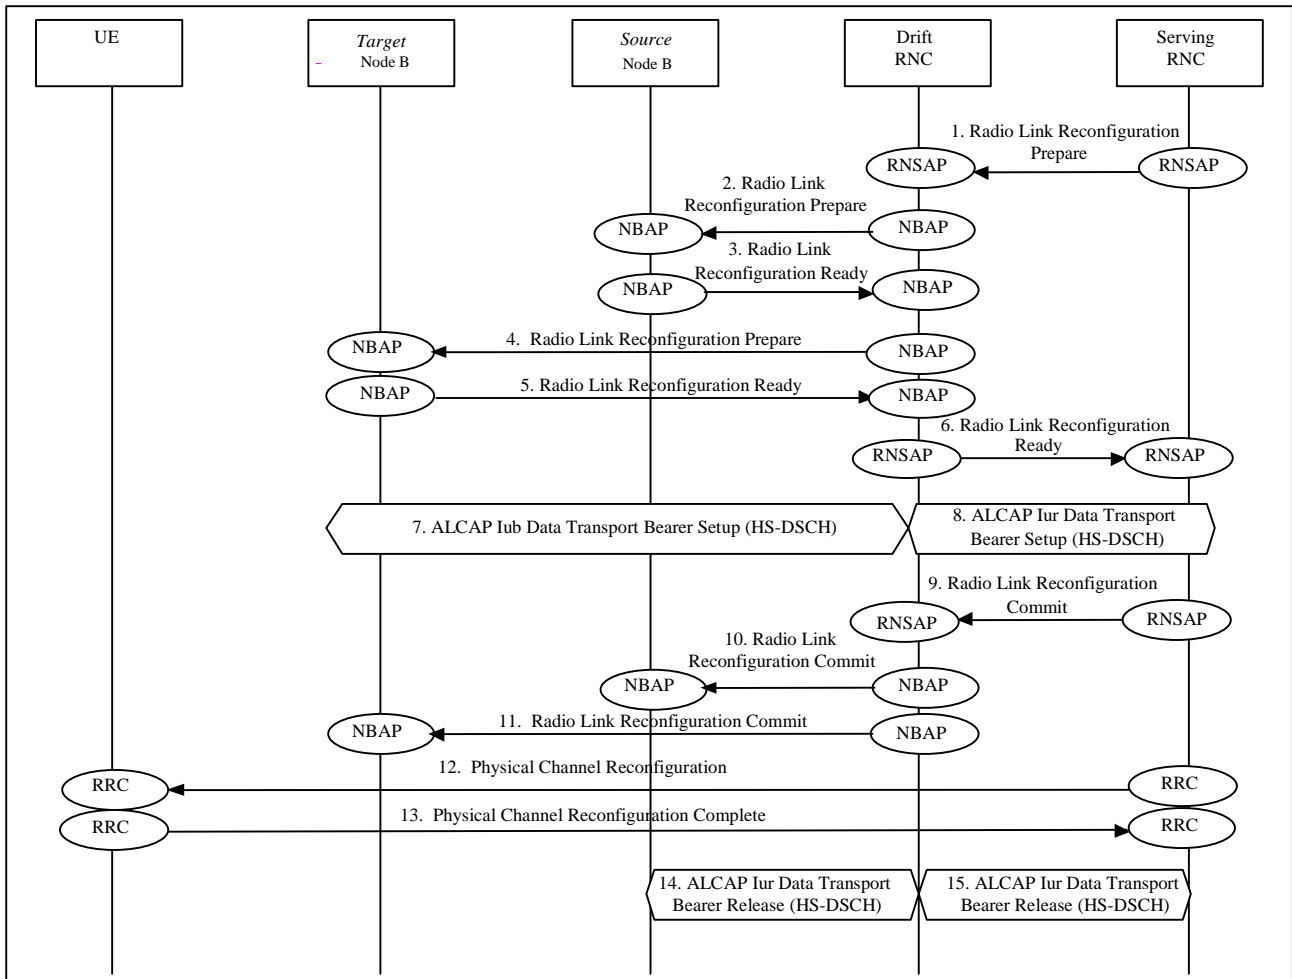 UE
Target
Node B
Source
Node B
Drift
RNC
Serving
RNC
1. Radio Link Reconfiguration
Prepare
RNSAP
RNSAP
2. Radio Link
Reconfiguration Prepare
NBAP
NBAP
3. Radio Link
Reconfiguration Ready
NBAP
NBAP
4. Radio Link Reconfiguration Prepare
NBAP
NBAP
5. Radio Link Reconfiguration Ready
NBAP
NBAP
6. Radio Link Reconfiguration
Ready
RNSAP
RNSAP
7. ALCAP Iub Data Transport Bearer Setup (HS-DSCH)
8. ALCAP Iur Data Transport
Bearer Setup (HS-DSCH)
9. Radio Link Reconfiguration
Commit
RNSAP
RNSAP
10. Radio Link
Reconfiguration Commit
NBAP
NBAP
11. Radio Link Reconfiguration Commit
NBAP
NBAP
12. Physical Channel Reconfiguration
RRC
RRC
13. Physical Channel Reconfiguration Complete
RRC
RRC
14. ALCAP Iur Data Transport
Bearer Release (HS-DSCH)
15. ALCAP Iur Data Transport
Bearer Release (HS-DSCH)